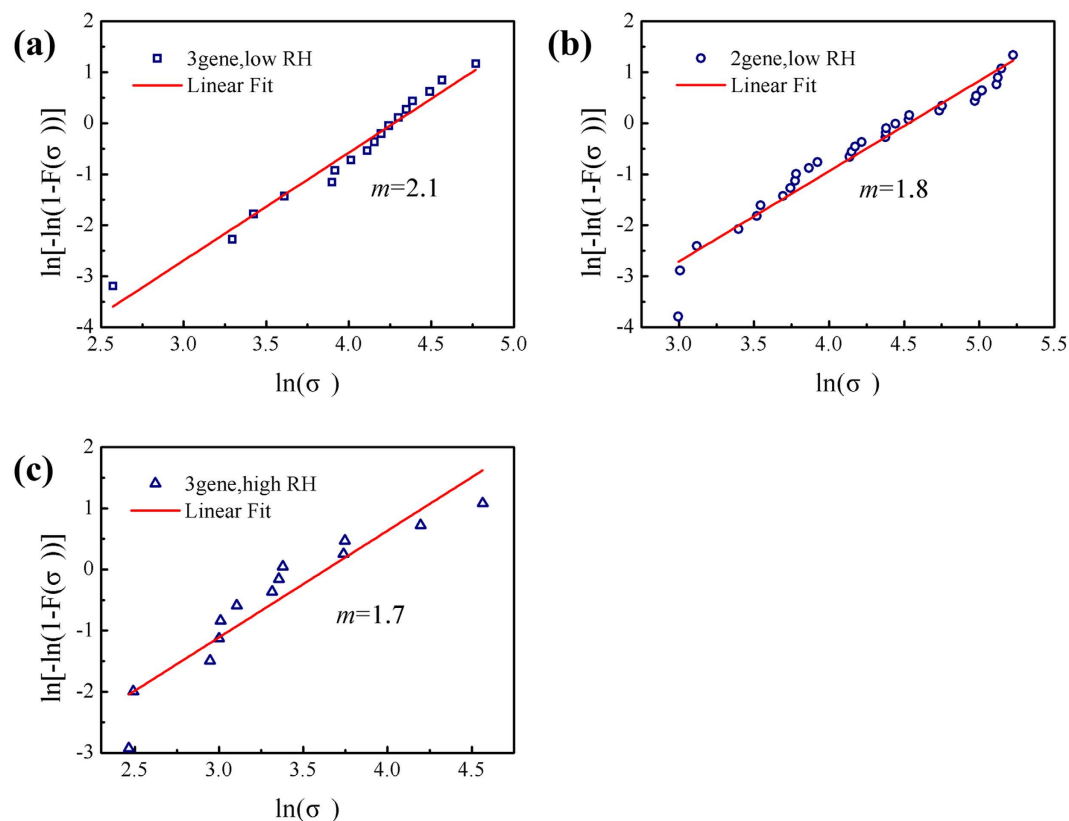 (a)
3gene,low RH
Linear Fit
m=2.1
2
1
0
-1
-2
-3
-4
2.5 3.0 3.5 4.0 4.5 5.0
ln[-ln(1-F(σ ))]
ln(σ )
(b)
2gene,low RH
Linear Fit
m=1.8
2
1
0
-1
-2
-3
-4
3.0 3.5 4.0 4.5 5.0 5.5
ln[-ln(1-F(σ ))]
ln(σ )
(c)
3gene,high RH
Linear Fit
m=1.7
2
1
0
-1
-2
-3
2.5 3.0 3.5 4.0 4.5
ln[-ln(1-F(σ ))]
ln(σ )